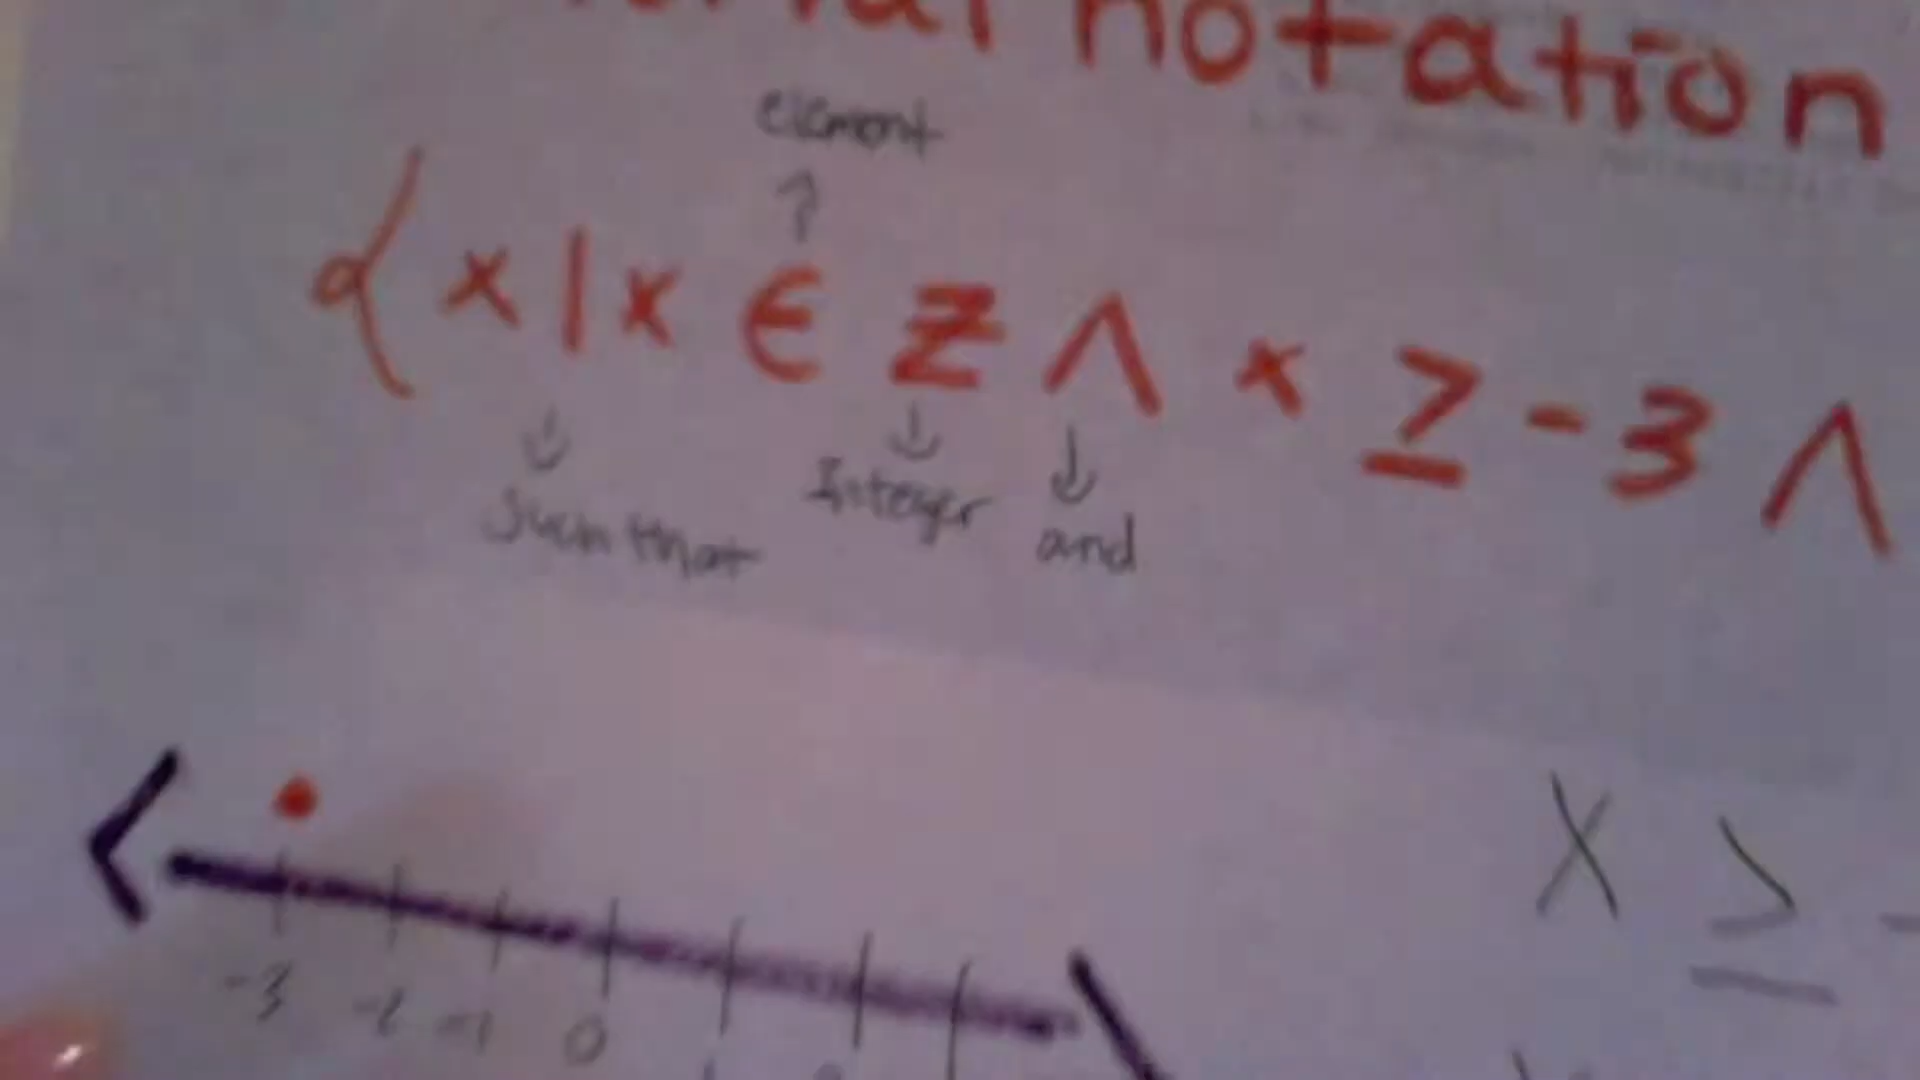 notation
element
{ x | x ∈ Z ∧ x ≥ -3 ∧
such that Integer and
x ≥ -
-3 -2 -1 0